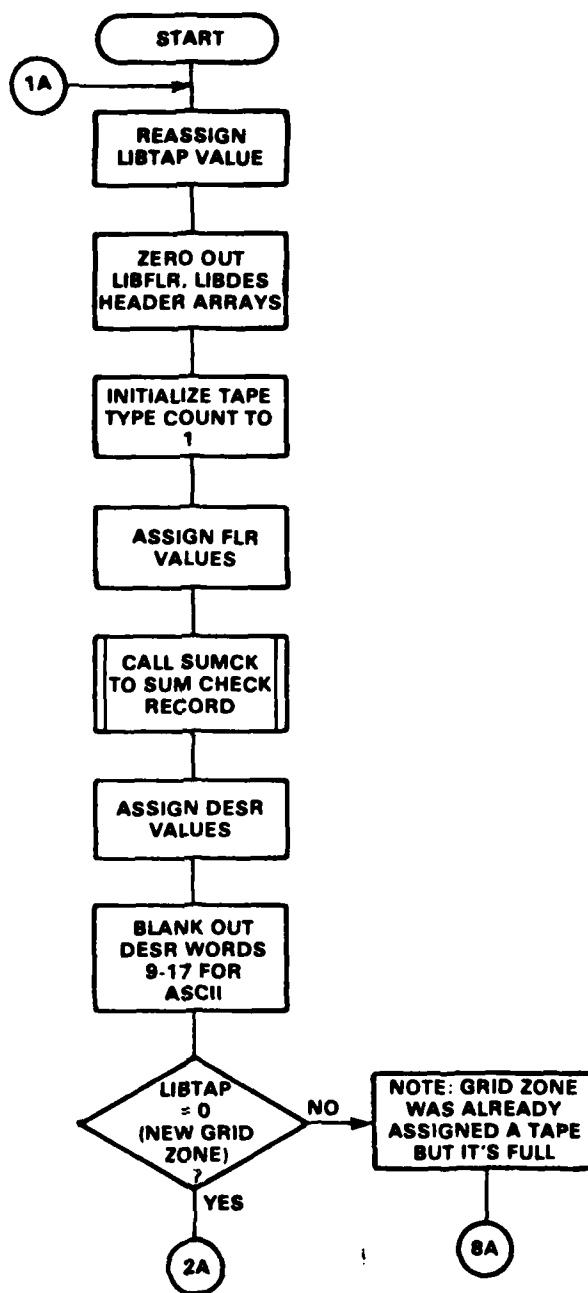 START
1A
REASSIGN
LIBTAP VALUE
ZERO OUT
LIBFLR. LIBDES
HEADER ARRAYS
INITIALIZE TAPE
TYPE COUNT TO
1
ASSIGN FLR
VALUES
CALL SUMCK
TO SUM CHECK
RECORD
ASSIGN DESR
VALUES
BLANK OUT
DESR WORDS
9-17 FOR
ASCII
LIBTAP
= 0
(NEW GRID
ZONE)
?
NO
NOTE: GRID ZONE
WAS ALREADY
ASSIGNED A TAPE
BUT IT'S FULL
YES
2A
8A